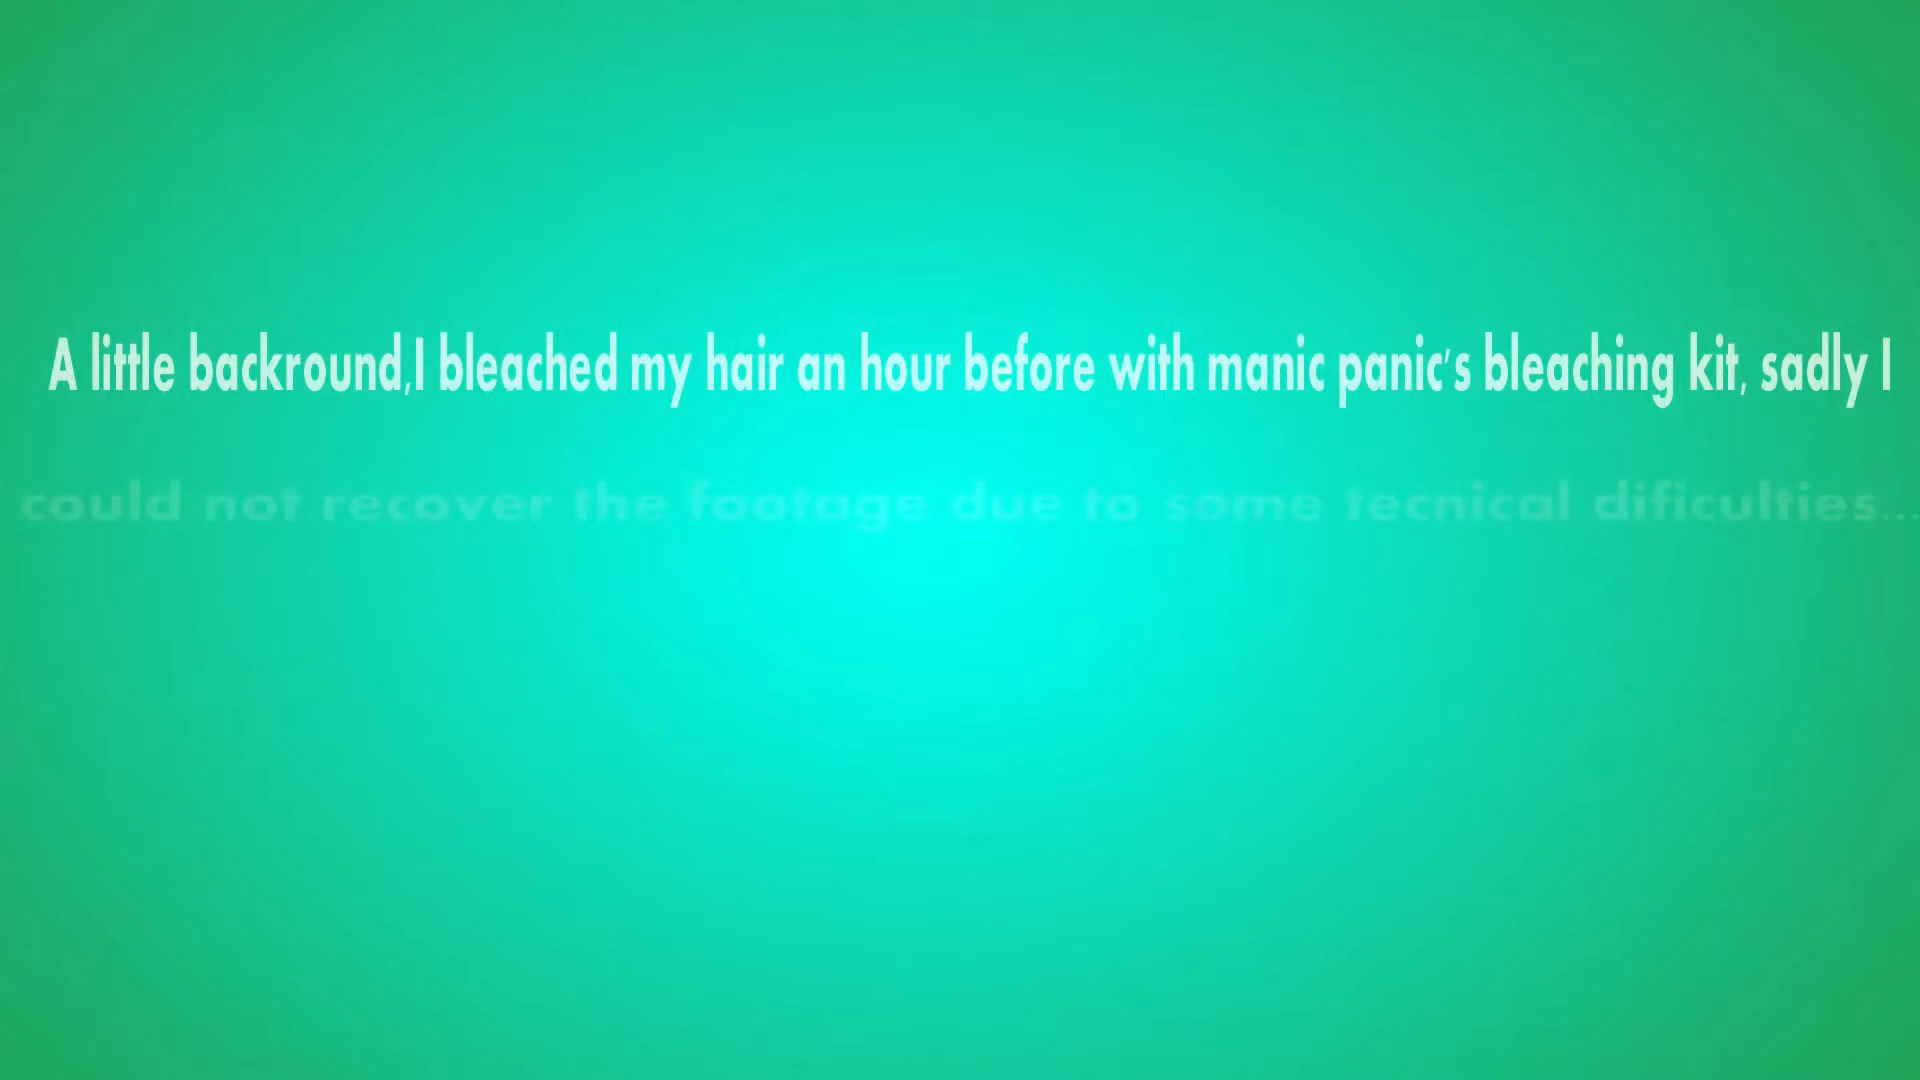 A little backround,I bleached my hair an hour before with manic panic's bleaching kit, sadly I
could not recover the footage due to some tecnical dificulties...